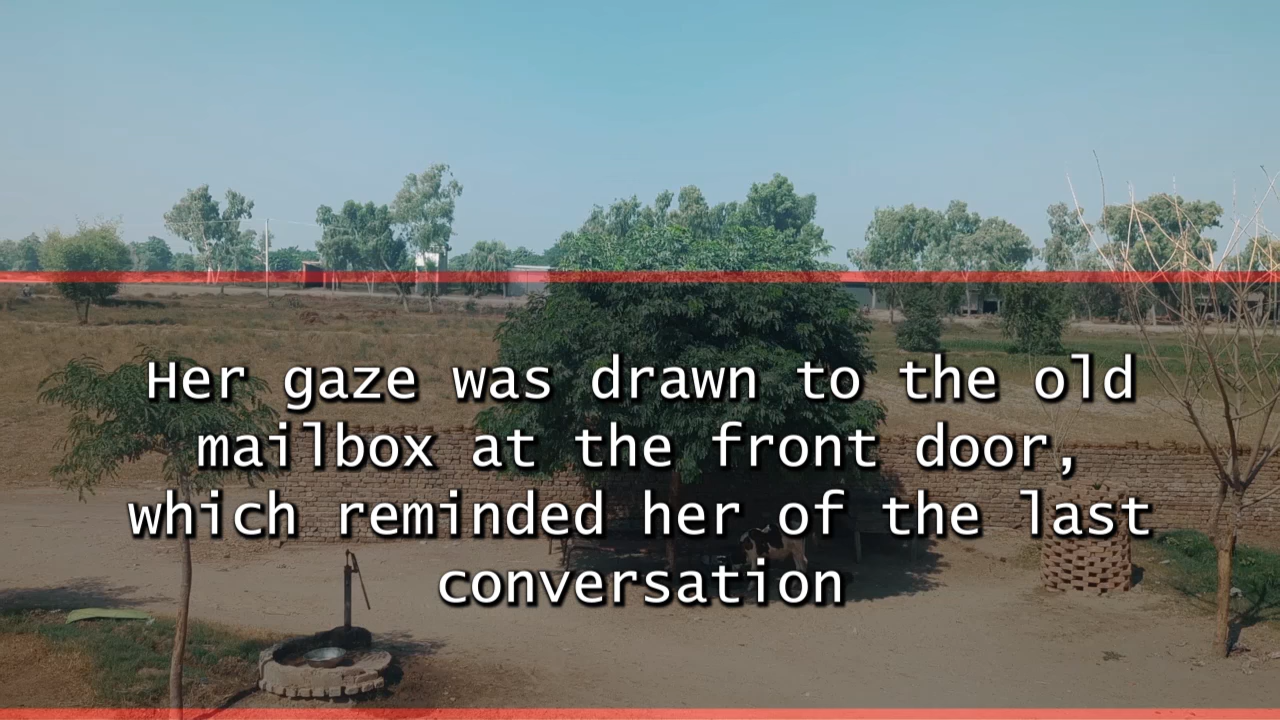 Her gaze was drawn to the old
mailbox at the front door,
which reminded her of the last
conversation